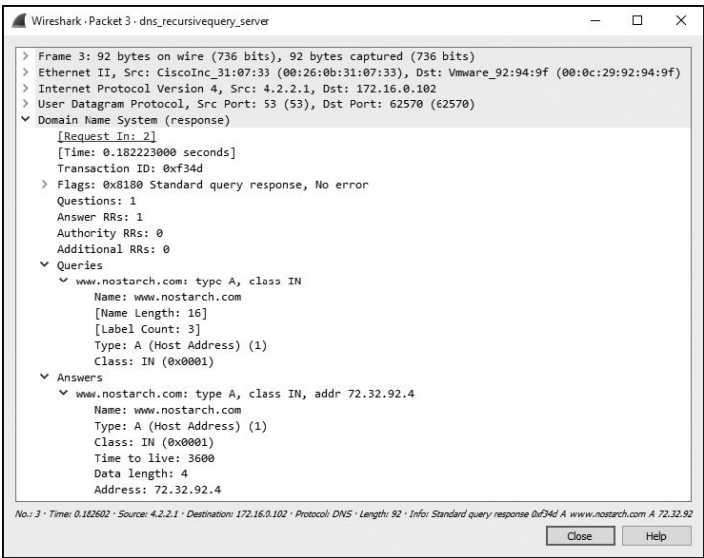 Wireshark · Packet 3 · dns_recursivequery_server
Frame 3: 92 bytes on wire (736 bits), 92 bytes captured (736 bits)
Ethernet II, Src: CiscoInc_31:07:33 (00:26:0b:31:07:33), Dst: Vmware_92:94:9f (00:0c:29:92:94:9f)
Internet Protocol Version 4, Src: 4.2.2.1, Dst: 172.16.0.102
User Datagram Protocol, Src Port: 53 (53), Dst Port: 62570 (62570)
Domain Name System (response)
[Request In: 2]
[Time: 0.182223000 seconds]
Transaction ID: 0xf34d
Flags: 0x8180 Standard query response, No error
Questions: 1
Answer RRs: 1
Authority RRs: 0
Additional RRs: 0
Queries
www.nostarch.com: type A, class IN
Name: www.nostarch.com
[Name Length: 16]
[Label Count: 3]
Type: A (Host Address) (1)
Class: IN (0x0001)
Answers
www.nostarch.com: type A, class IN, addr 72.32.92.4
Name: www.nostarch.com
Type: A (Host Address) (1)
Class: IN (0x0001)
Time to live: 3600
Data length: 4
Address: 72.32.92.4
No.: 3 · Time: 0.182602 · Source: 4.2.2.1 · Destination: 172.16.0.102 · Protocol: DNS · Length: 92 · Info: Standard query response 0xf34d A www.nostarch.com A 72.32.92
Close Help